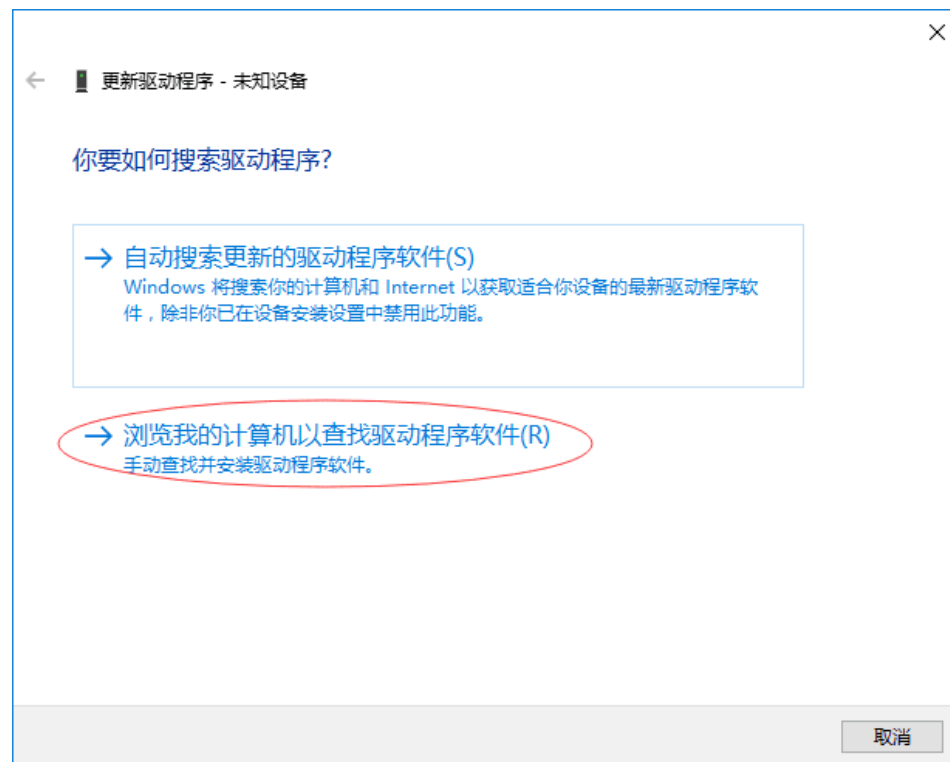 更新驱动程序 - 未知设备
你要如何搜索驱动程序?
自动搜索更新的驱动程序软件(S)
Windows 将搜索你的计算机和 Internet 以获取适合你设备的最新驱动程序软
件，除非你已在设备安装设置中禁用此功能。
浏览我的计算机以查找驱动程序软件(R)
手动查找并安装驱动程序软件。
取消